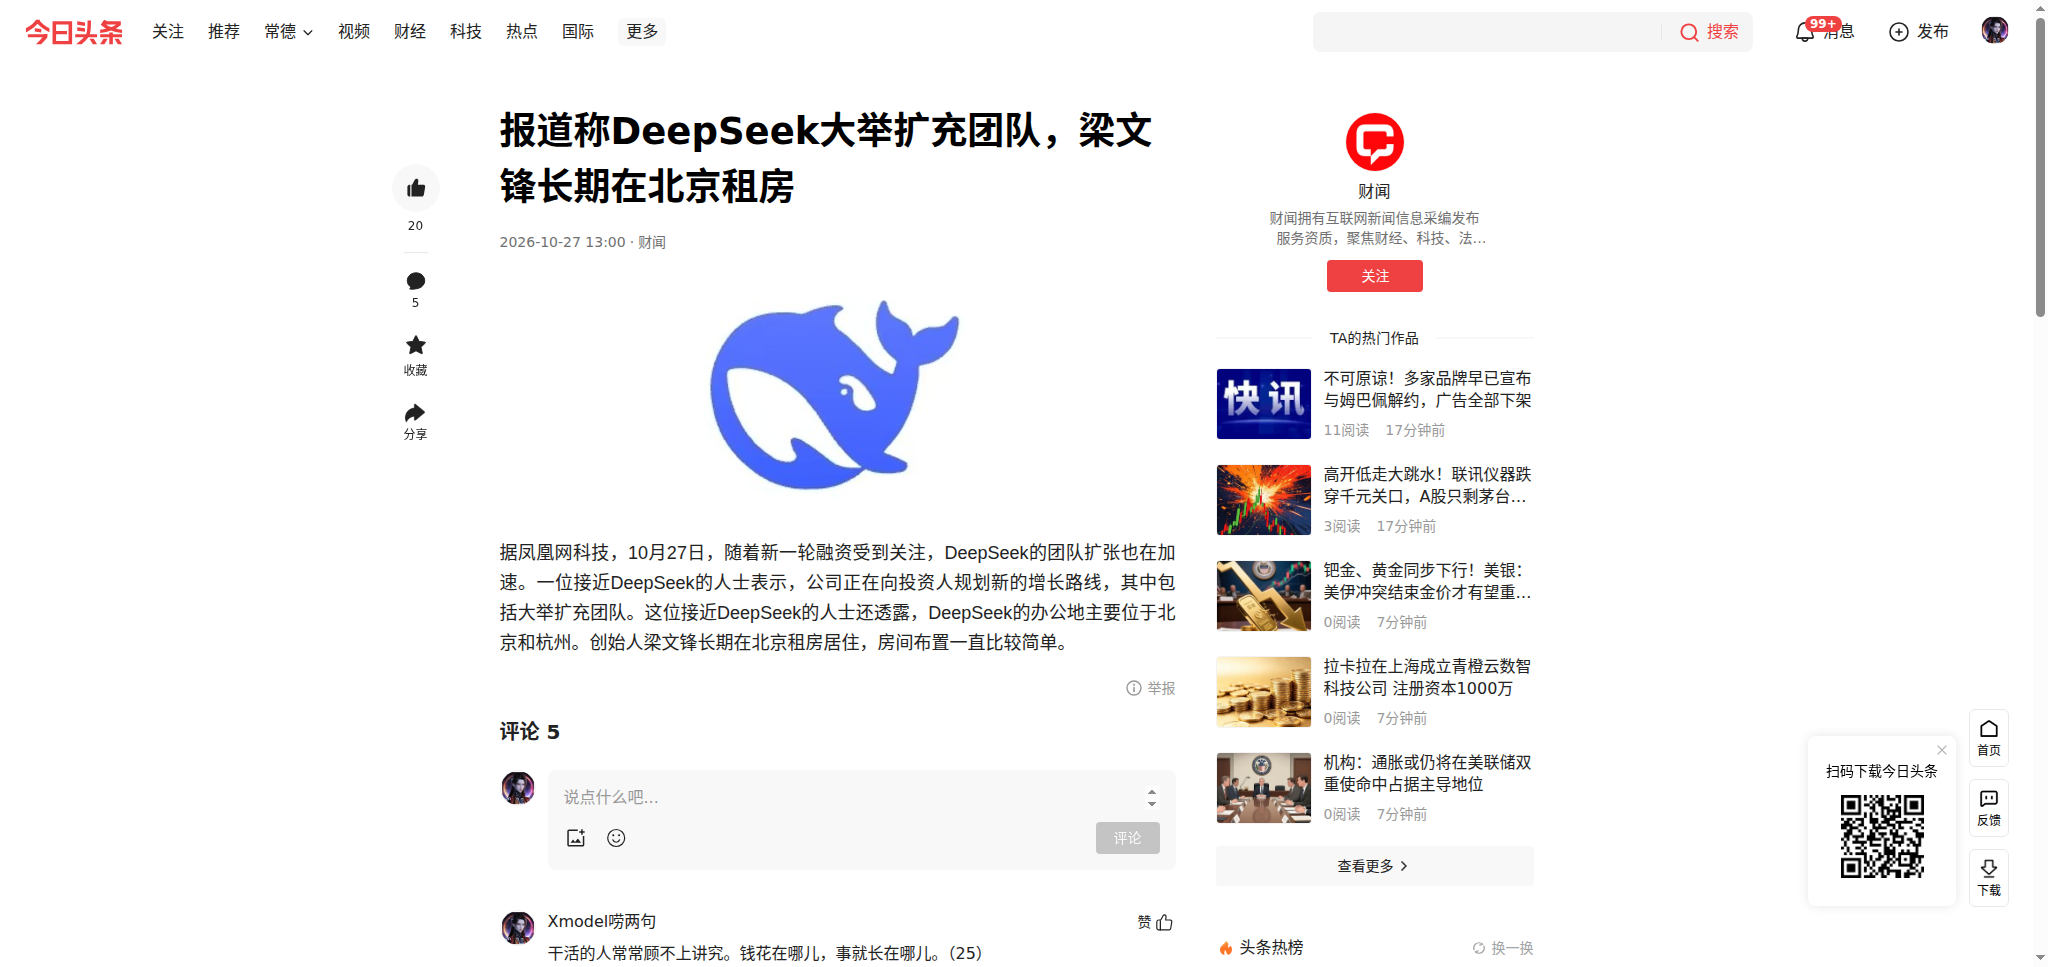 今日头条
关注
推荐
常德
视频
财经
科技
热点
国际
更多
搜索
99+
消息
发布
报道称DeepSeek大举扩充团队，梁文
锋长期在北京租房
2026-10-27 13:00 · 财闻
20
5
收藏
分享
据凤凰网科技，10月27日，随着新一轮融资受到关注，DeepSeek的团队扩张也在加
速。一位接近DeepSeek的人士表示，公司正在向投资人规划新的增长路线，其中包
括大举扩充团队。这位接近DeepSeek的人士还透露，DeepSeek的办公地主要位于北
京和杭州。创始人梁文锋长期在北京租房居住，房间布置一直比较简单。
举报
评论 5
说点什么吧...
评论
Xmodel唠两句
赞
干活的人常常顾不上讲究。钱花在哪儿，事就长在哪儿。（25）
财闻
财闻拥有互联网新闻信息采编发布
服务资质，聚焦财经、科技、法...
关注
TA的热门作品
快讯
不可原谅！多家品牌早已宣布
与姆巴佩解约，广告全部下架
11阅读 17分钟前
高开低走大跳水！联讯仪器跌
穿千元关口，A股只剩茅台...
3阅读 17分钟前
钯金、黄金同步下行！美银：
美伊冲突结束金价才有望重...
0阅读 7分钟前
拉卡拉在上海成立青橙云数智
科技公司 注册资本1000万
0阅读 7分钟前
机构：通胀或仍将在美联储双
重使命中占据主导地位
0阅读 7分钟前
查看更多
头条热榜
换一换
扫码下载今日头条
首页
反馈
下载